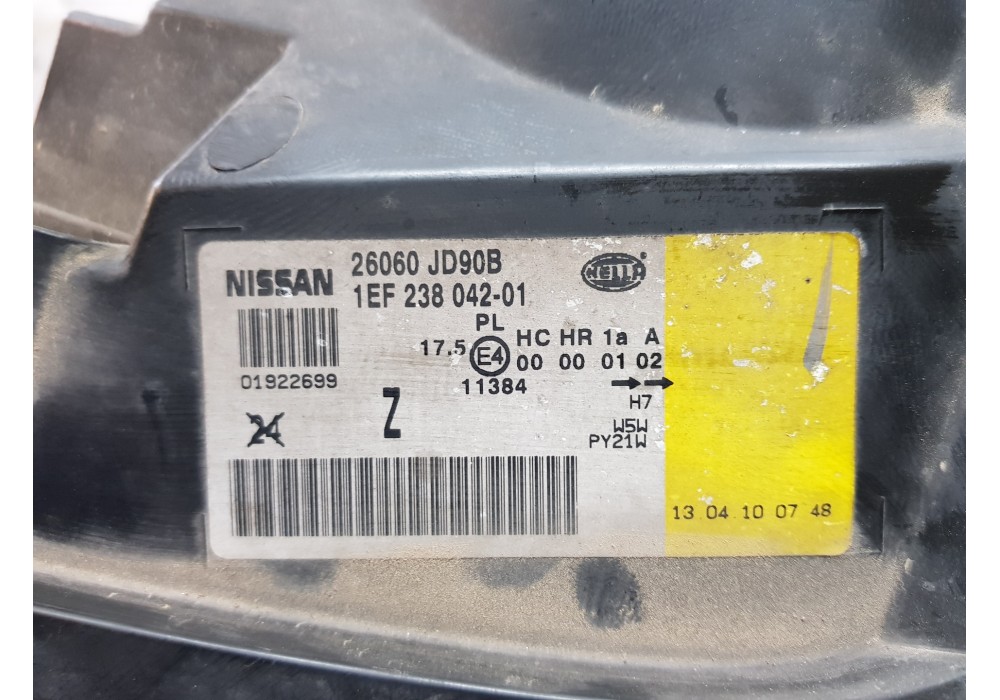 NISSAN 26060 JD90B HELLA
1EF 238 042-01
PL
17.5 E4 HC HR 1a A
00 00 01 02
11384
H7
01922699
24 Z W5W
PY21W
13 04 10 07 48